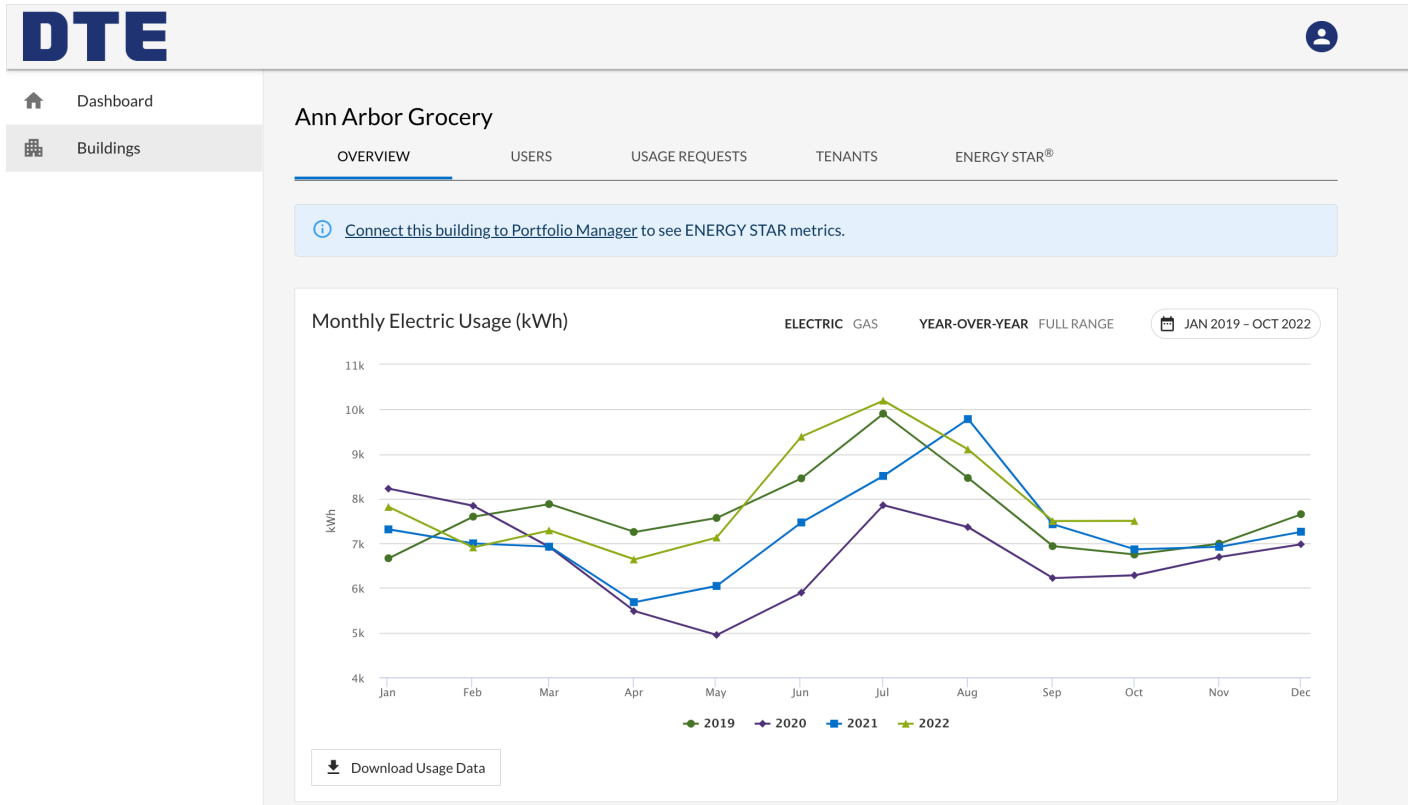 DTE
Dashboard
Buildings
Ann Arbor Grocery
OVERVIEW USERS USAGE REQUESTS TENANTS ENERGY STAR®
Connect this building to Portfolio Manager to see ENERGY STAR metrics.
Monthly Electric Usage (kWh) ELECTRIC GAS YEAR-OVER-YEAR FULL RANGE JAN 2019 – OCT 2022
11k
10k
9k
8k
7k
6k
5k
4k
kWh
Jan Feb Mar Apr May Jun Jul Aug Sep Oct Nov Dec
2019 2020 2021 2022
Download Usage Data